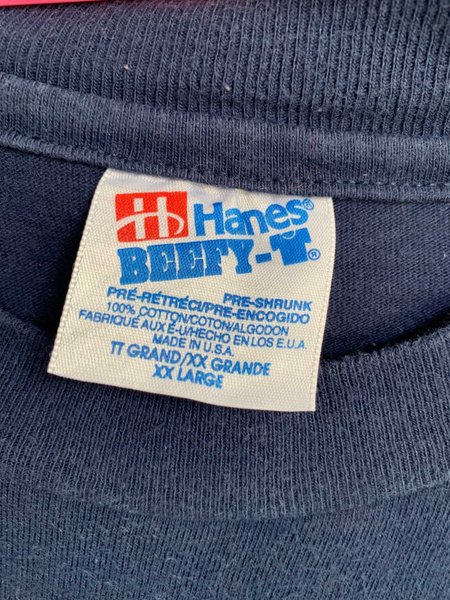 H Hanes®
BEEFY-T®
PRE-SHRUNK
PRÉ-RÉTRÉCI/PRE-ENCOGIDO
100% COTTON/COTON/ALGODON
FABRIQUÉ AUX É-U/HECHO EN LOS E.U.A.
MADE IN U.S.A.
TT GRAND/XX GRANDE
XX LARGE